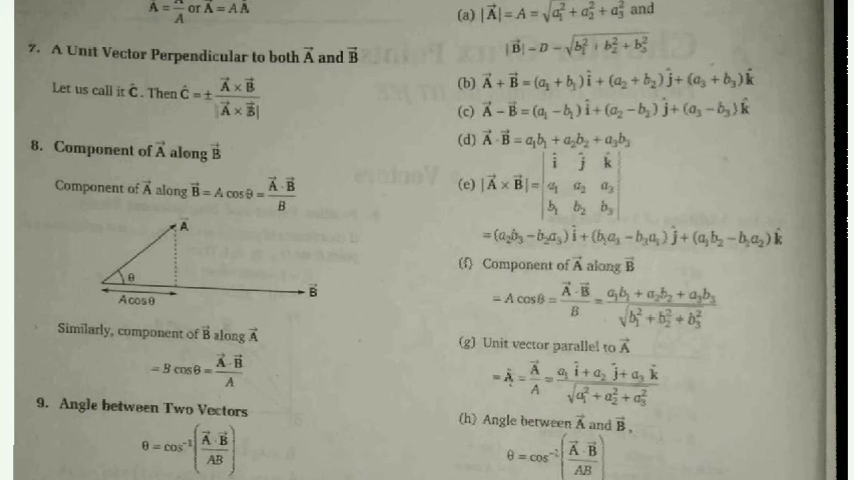 Â = A⃗/A or A⃗ = A Â
7. A Unit Vector Perpendicular to both A⃗ and B⃗
Let us call it Ĉ. Then Ĉ = ± (A⃗ × B⃗)/|A⃗ × B⃗|
8. Component of A⃗ along B⃗
Component of A⃗ along B⃗ = A cos θ = (A⃗ · B⃗)/B
A⃗
θ
B⃗
A cos θ
Similarly, component of B⃗ along A⃗
= B cos θ = (A⃗ · B⃗)/A
9. Angle between Two Vectors
θ = cos⁻¹ (A⃗ · B⃗ / AB)
(a) |A⃗| = A = √(a₁² + a₂² + a₃²) and
|B⃗| = B = √(b₁² + b₂² + b₃²)
(b) A⃗ + B⃗ = (a₁ + b₁) î + (a₂ + b₂) ĵ + (a₃ + b₃) k̂
(c) A⃗ − B⃗ = (a₁ − b₁) î + (a₂ − b₂) ĵ + (a₃ − b₃) k̂
(d) A⃗ · B⃗ = a₁b₁ + a₂b₂ + a₃b₃
î ĵ k̂
(e) |A⃗ × B⃗| = a₁ a₂ a₃
b₁ b₂ b₃
= (a₂b₃ − b₂a₃) î + (b₁a₃ − b₃a₁) ĵ + (a₁b₂ − b₁a₂) k̂
(f) Component of A⃗ along B⃗
= A cos θ = (A⃗ · B⃗)/B = (a₁b₁ + a₂b₂ + a₃b₃)/√(b₁² + b₂² + b₃²)
(g) Unit vector parallel to A⃗
= Â = A⃗/A = (a₁ î + a₂ ĵ + a₃ k̂)/√(a₁² + a₂² + a₃²)
(h) Angle between A⃗ and B⃗,
θ = cos⁻¹ (A⃗ · B⃗ / AB)